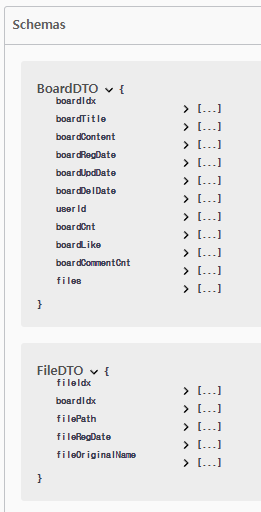 Schemas
BoardDTO {
boardIdx [...]
boardTitle [...]
boardContent [...]
boardRegDate [...]
boardUpdDate [...]
boardDelDate [...]
userId [...]
boardCnt [...]
boardLike [...]
boardCommentCnt [...]
files [...]
}
FileDTO {
fileIdx [...]
boardIdx [...]
filePath [...]
fileRegDate [...]
fileOriginalName [...]
}